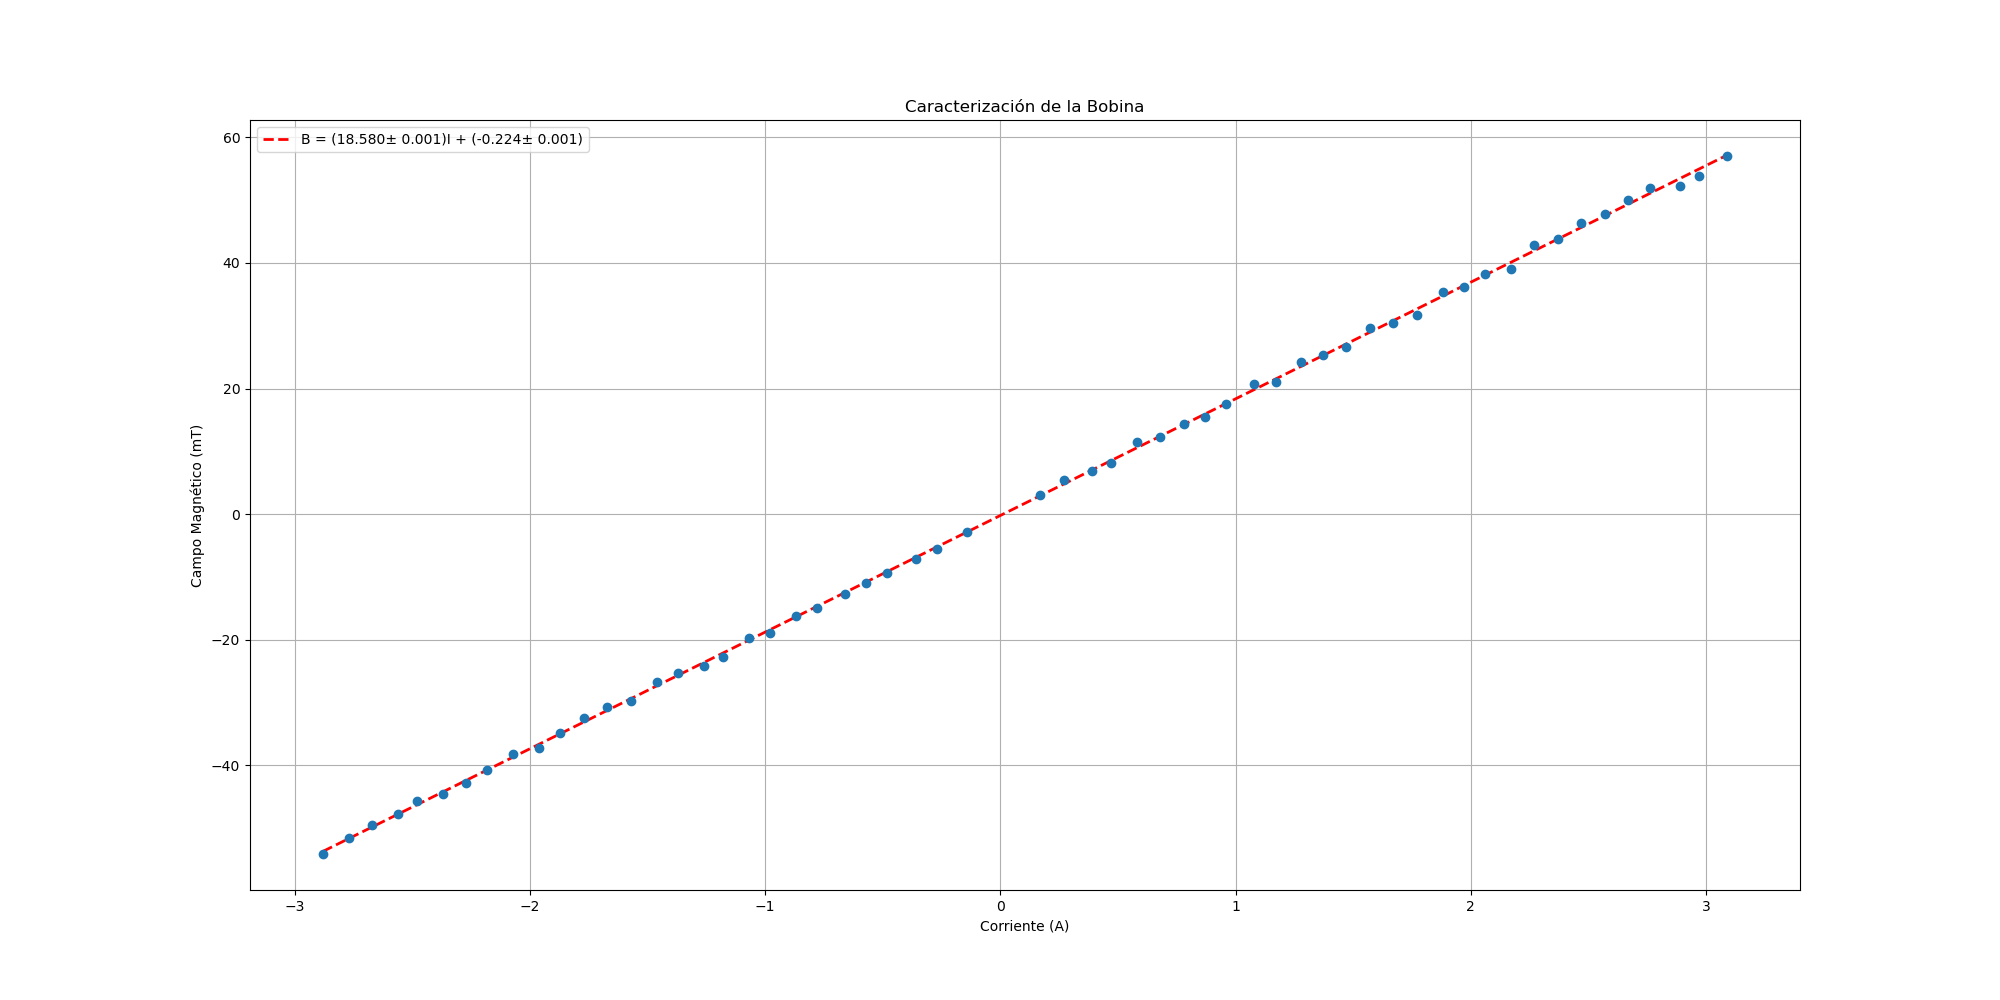 Caracterización de la Bobina
B = (18.580± 0.001)I + (-0.224± 0.001)
60
40
20
0
−20
−40
Campo Magnético (mT)
−3 −2 −1 0 1 2 3
Corriente (A)